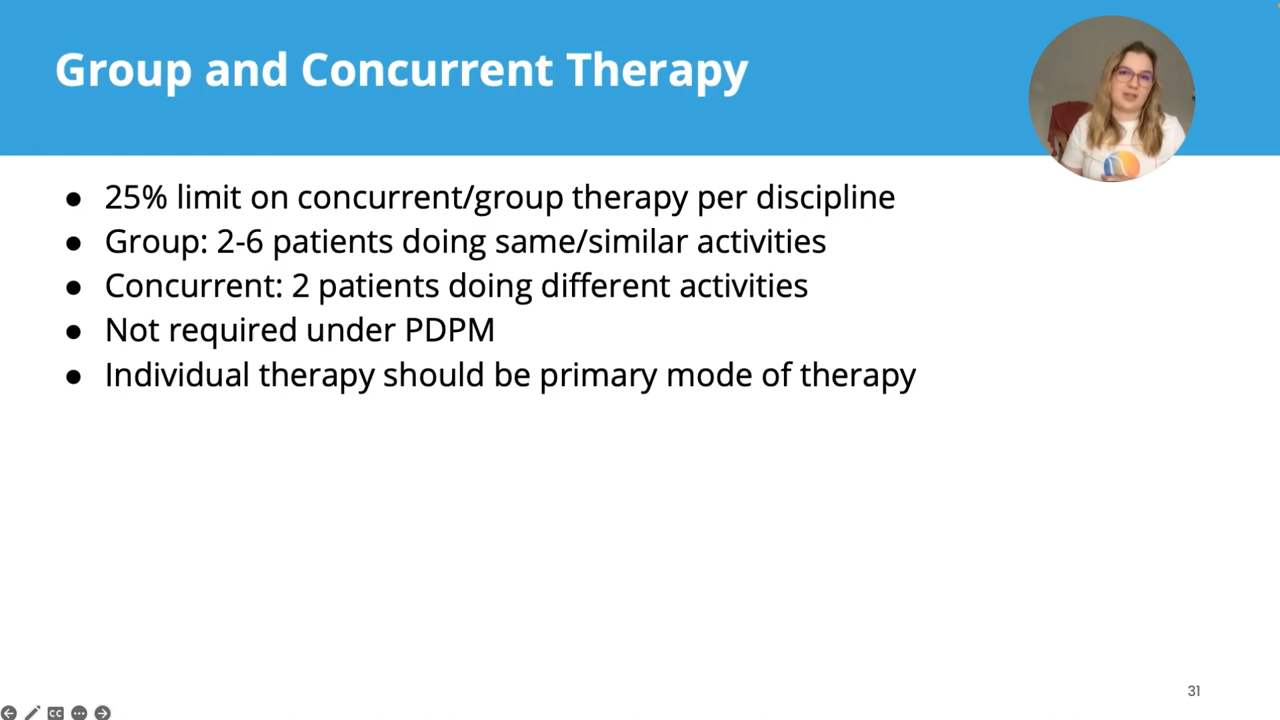 Group and Concurrent Therapy
● 25% limit on concurrent/group therapy per discipline
● Group: 2-6 patients doing same/similar activities
● Concurrent: 2 patients doing different activities
● Not required under PDPM
● Individual therapy should be primary mode of therapy
31
CC